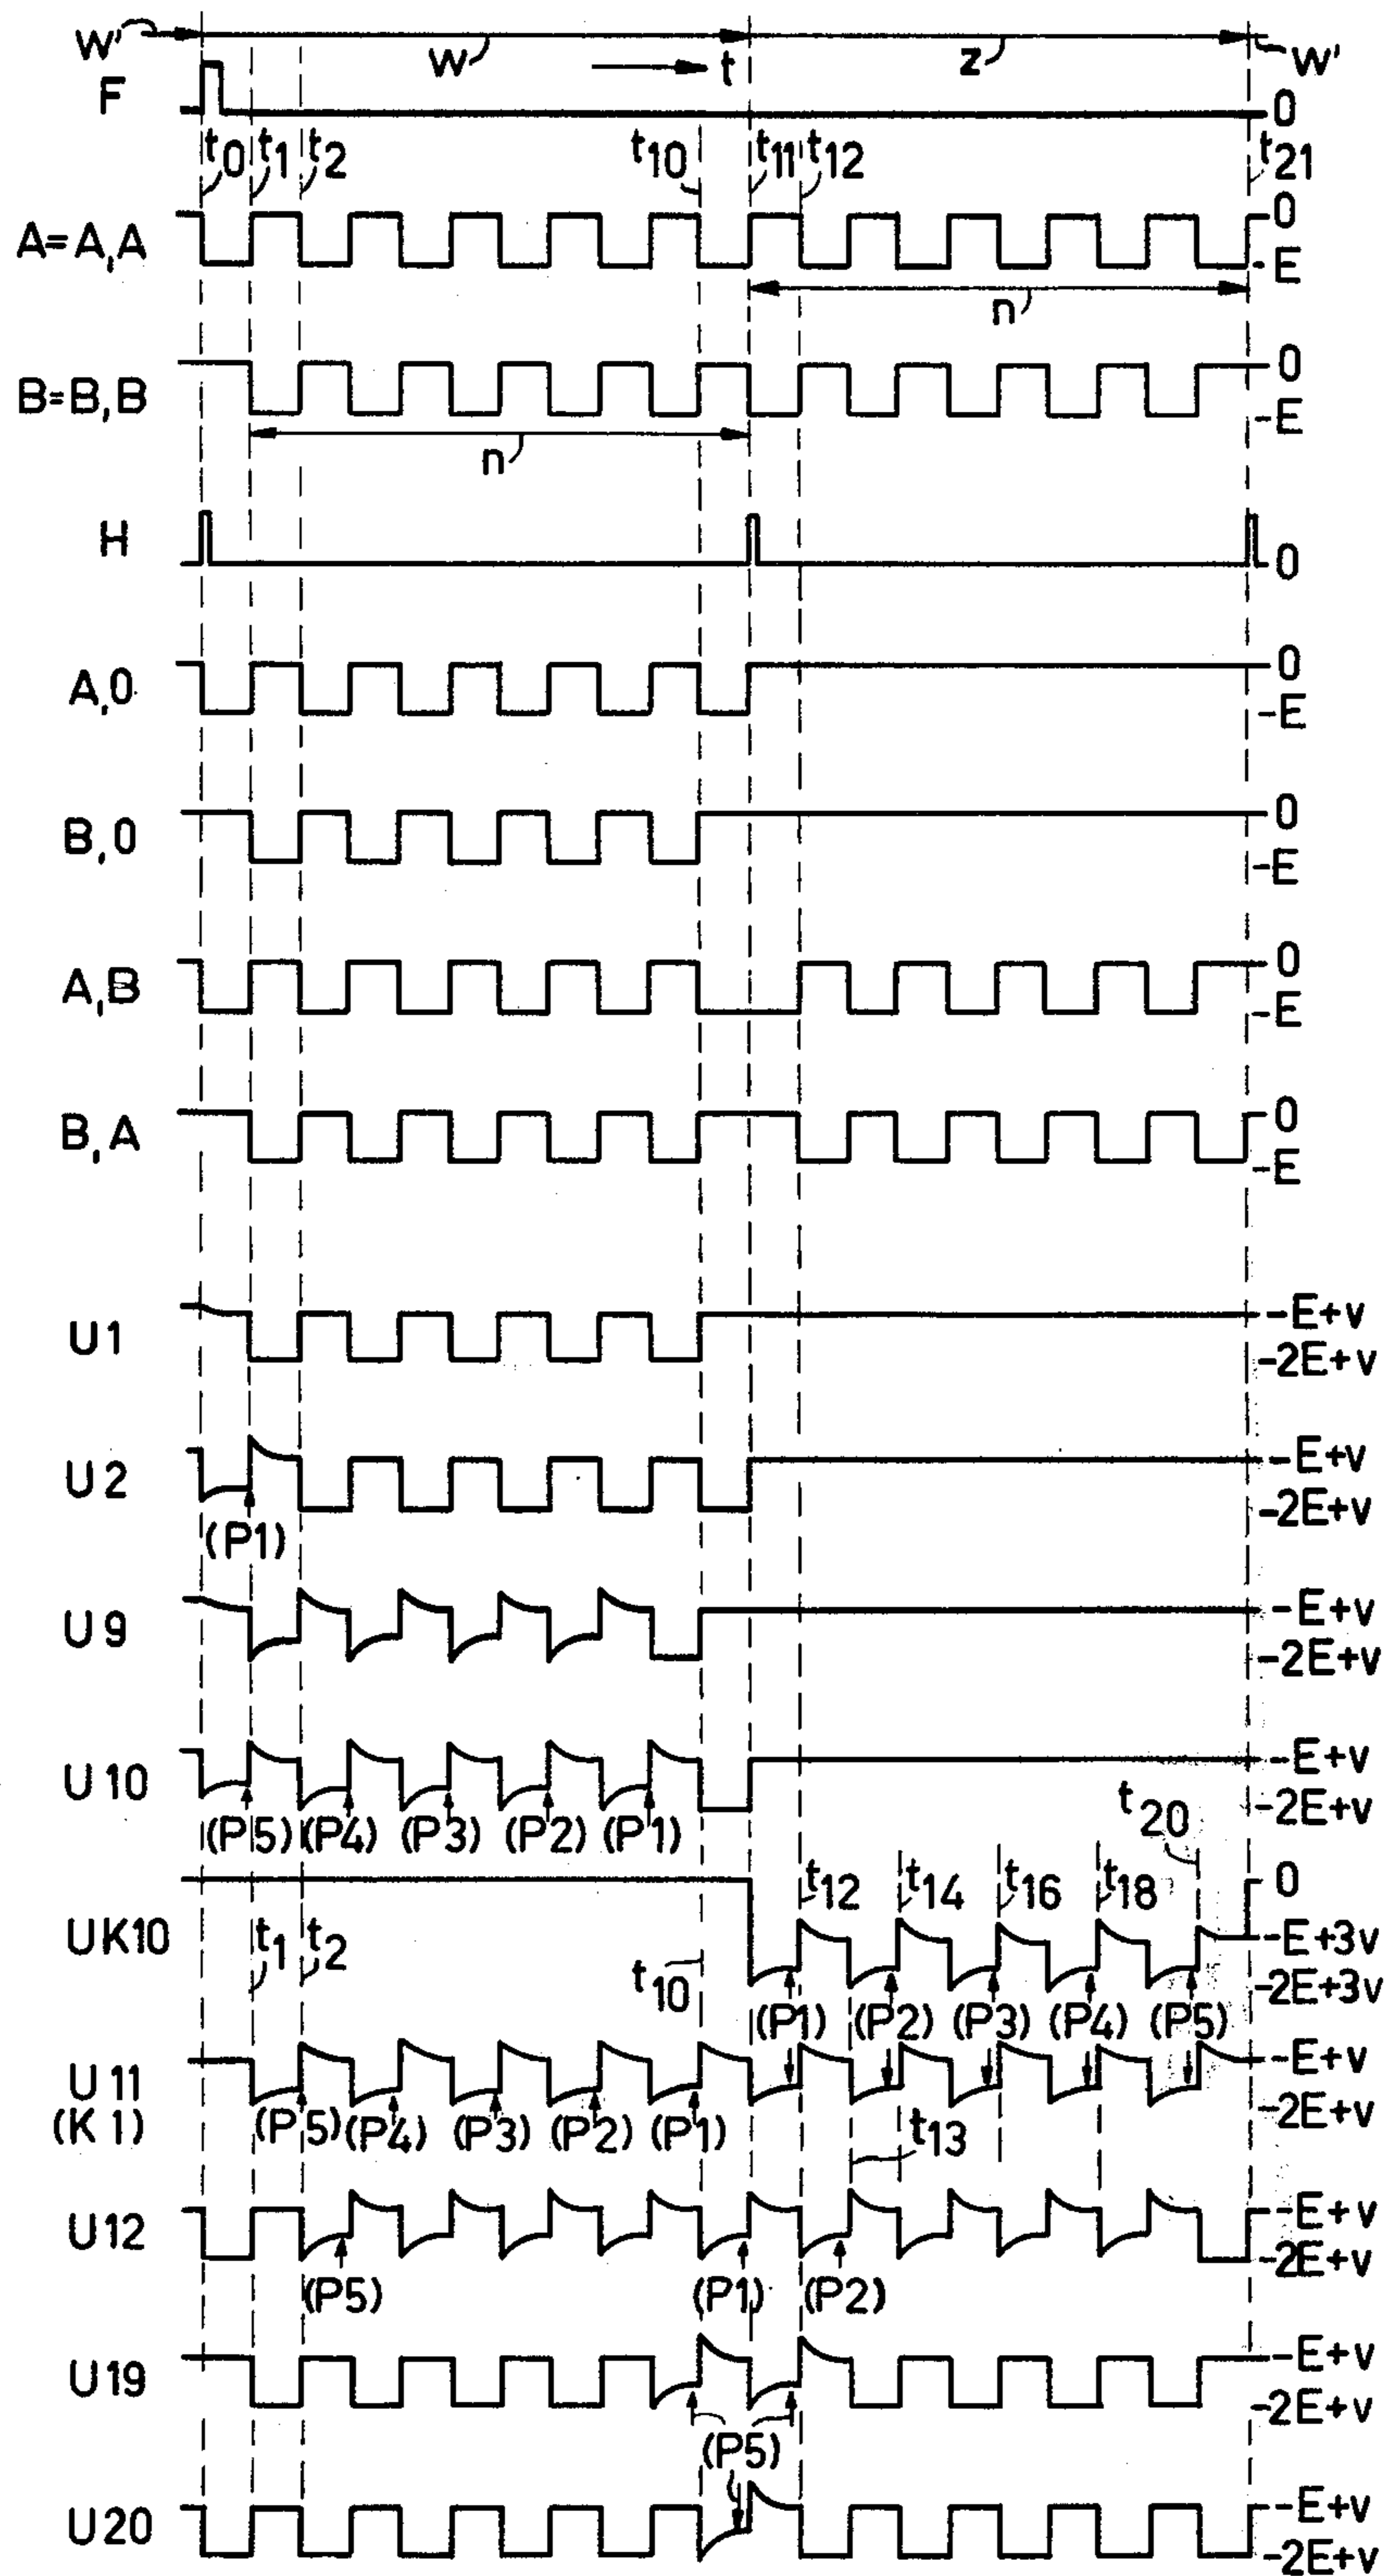 W' w z W'
t
F 0
t0 t1 t2 t10 t11 t12 t21
A=A,A 0
-E
n
B=B,B 0
-E
n
H 0
A,0 0
-E
B,0 0
-E
A,B 0
-E
B,A 0
-E
U1 -E+v
-2E+v
U2 -E+v
-2E+v
(P1)
U9 -E+v
-2E+v
U10 -E+v
-2E+v
(P5) (P4) (P3) (P2) (P1) t20
0
t12 t14 t16 t18
UK10 t1 t2 t10 -E+3v
-2E+3v
(P1) (P2) (P3) (P4) (P5)
U11 -E+v
(K1) -2E+v
(P5) (P4) (P3) (P2) (P1) t13
U12 -E+v
-2E+v
(P5) (P1) (P2)
U19 -E+v
-2E+v
(P5)
U20 -E+v
-2E+v